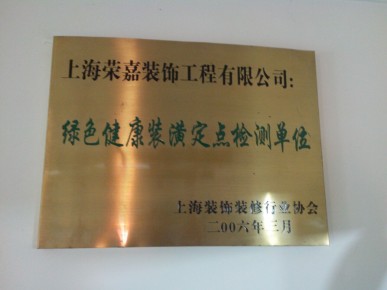 上海荣嘉装饰工程有限公司:
绿色健康装潢定点检测单位
上海装饰装修行业协会
二00六年三月